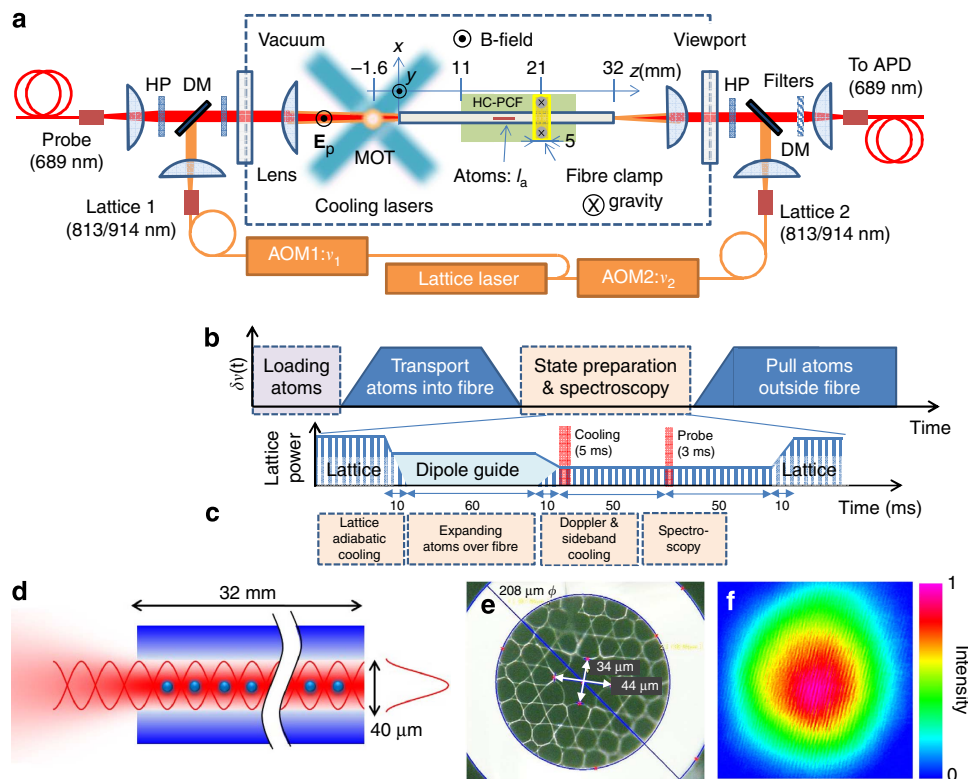 a
Vacuum
x
B-field
Viewport
HP
DM
–1.6
y
11
21
32
z(mm)
HP
Filters
To APD
(689 nm)
HC-PCF
Probe
(689 nm)
Ep
MOT
5
DM
Lens
Atoms: la
Fibre clamp
Cooling lasers
gravity
Lattice 1
(813/914 nm)
Lattice 2
(813/914 nm)
AOM1:ν1
Lattice laser
AOM2:ν2
b
δν(t)
Loading
atoms
Transport
atoms into fibre
State preparation
& spectroscopy
Pull atoms
outside fibre
Time
Lattice
power
Cooling
(5 ms)
Probe
(3 ms)
Lattice
Dipole guide
Lattice
10
60
10
50
50
10
Time (ms)
c
Lattice
adiabatic
cooling
Expanding
atoms over fibre
Doppler &
sideband
cooling
Spectro-
scopy
d
32 mm
40 μm
e
208 μm ϕ
34 μm
44 μm
f
1
Intensity
0